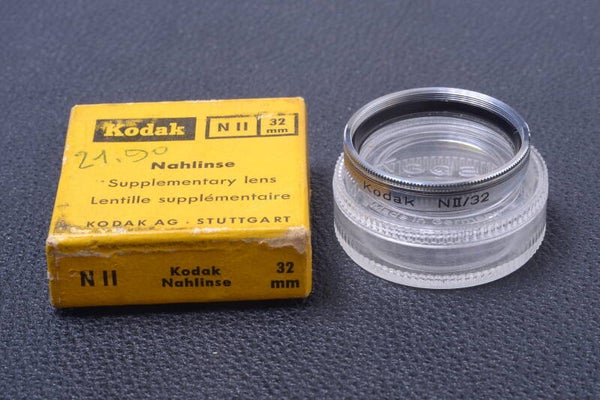 Kodak
N II
32
mm
21.50
Nahlinse
Supplementary lens
Lentille supplémentaire
KODAK AG · STUTTGART
N II
Kodak
Nahlinse
32
mm
Kodak NII/32